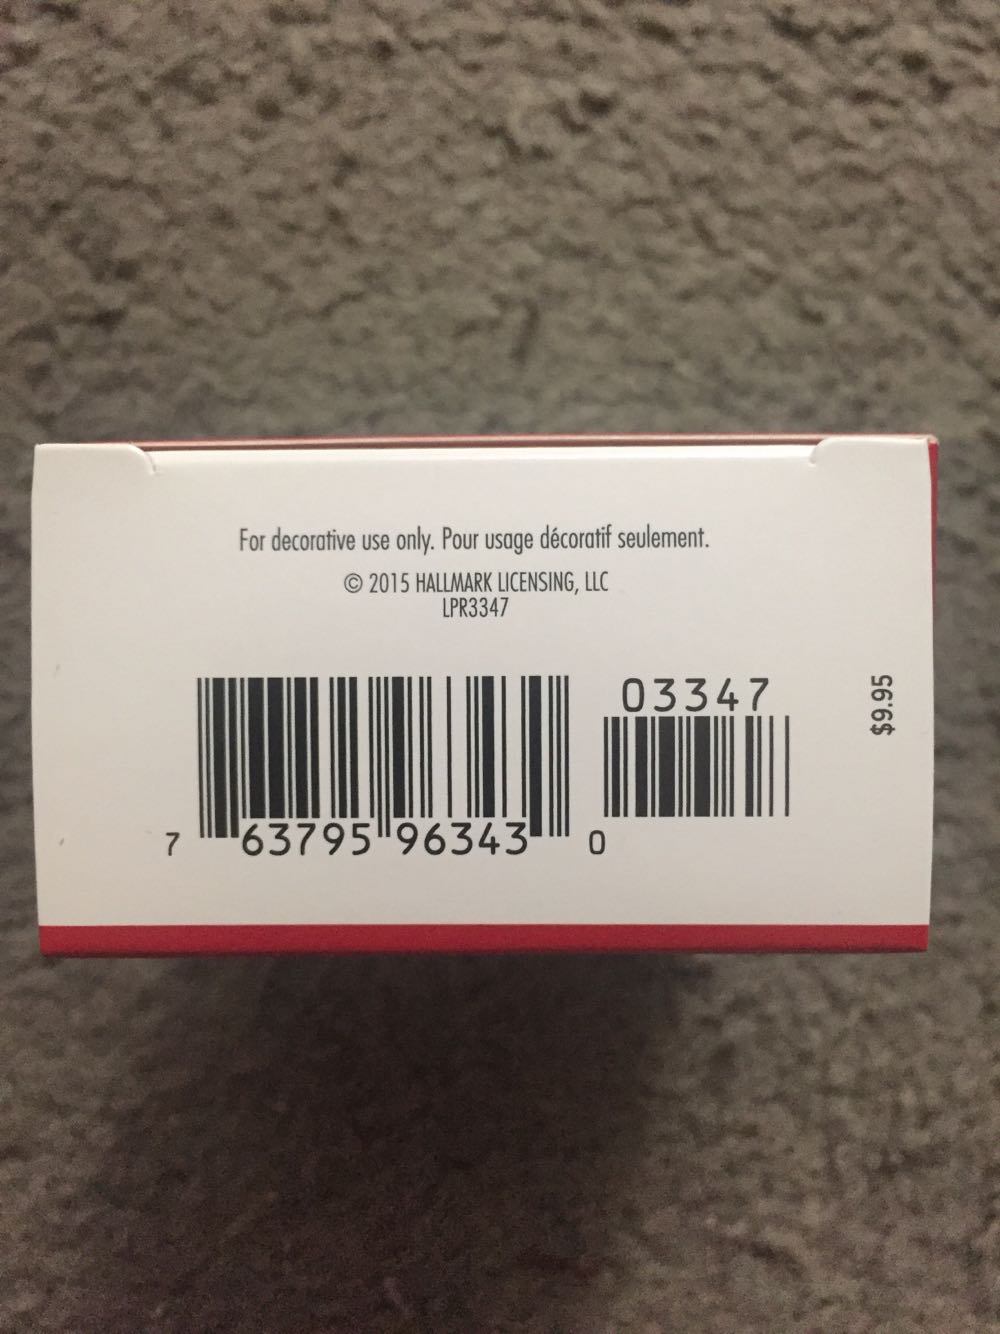 For decorative use only. Pour usage décoratif seulement.
© 2015 HALLMARK LICENSING, LLC
LPR3347
03347
$9.95
7 63795 96343 0